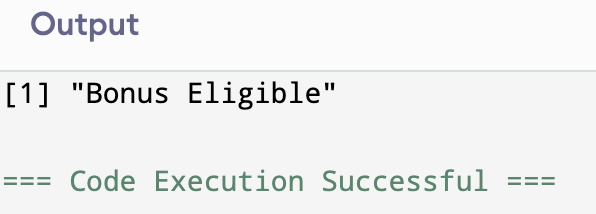 Output
[1] "Bonus Eligible"
=== Code Execution Successful ===